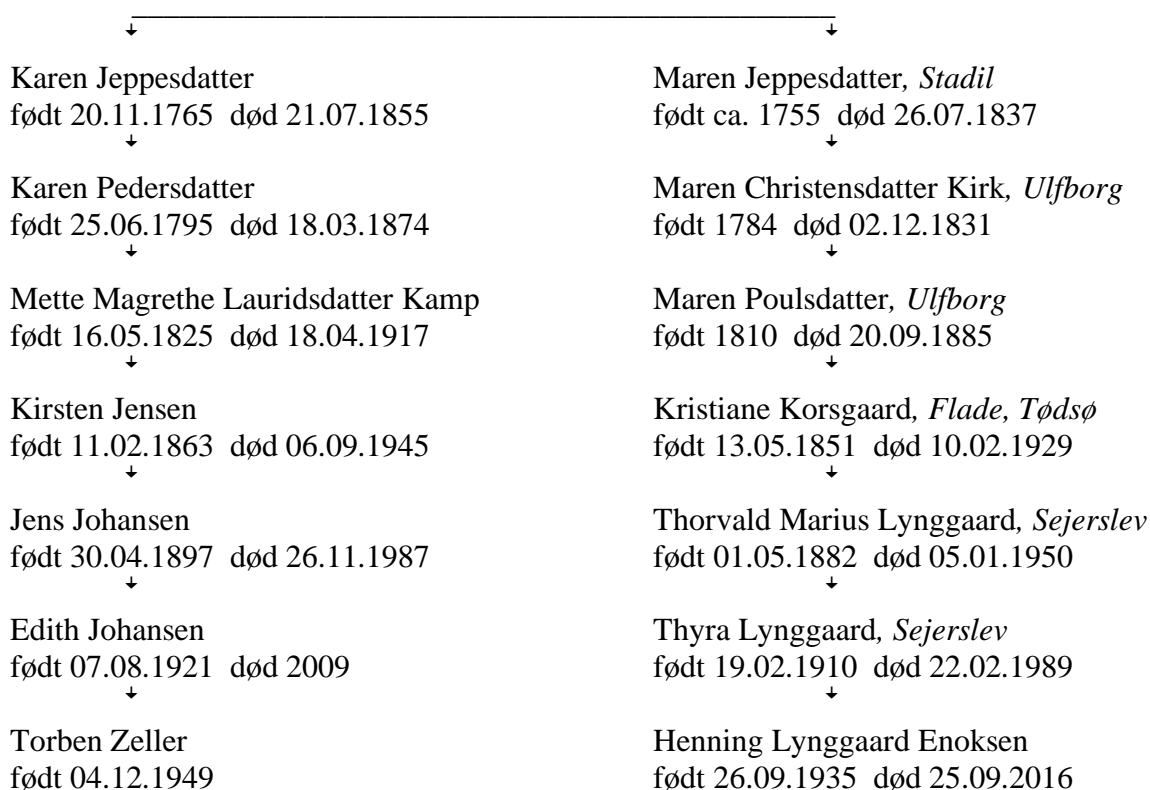 Karen Jeppesdatter
født 20.11.1765 død 21.07.1855
Karen Pedersdatter
født 25.06.1795 død 18.03.1874
Mette Magrethe Lauridsdatter Kamp
født 16.05.1825 død 18.04.1917
Kirsten Jensen
født 11.02.1863 død 06.09.1945
Jens Johansen
født 30.04.1897 død 26.11.1987
Edith Johansen
født 07.08.1921 død 2009
Torben Zeller
født 04.12.1949
Maren Jeppesdatter, Stadil
født ca. 1755 død 26.07.1837
Maren Christensdatter Kirk, Ulfborg
født 1784 død 02.12.1831
Maren Poulsdatter, Ulfborg
født 1810 død 20.09.1885
Kristiane Korsgaard, Flade, Tødsø
født 13.05.1851 død 10.02.1929
Thorvald Marius Lynggaard, Sejerslev
født 01.05.1882 død 05.01.1950
Thyra Lynggaard, Sejerslev
født 19.02.1910 død 22.02.1989
Henning Lynggaard Enoksen
født 26.09.1935 død 25.09.2016